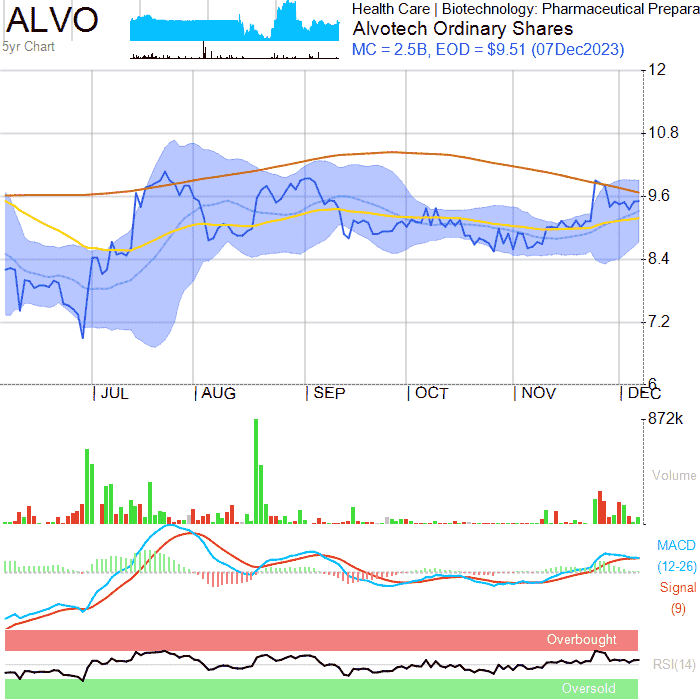 ALVO
5yr Chart
Health Care | Biotechnology: Pharmaceutical Prepara
Alvotech Ordinary Shares
MC = 2.5B, EOD = $9.51 (07Dec2023)
12
10.8
9.6
8.4
7.2
6
JUL AUG SEP OCT NOV DEC
872k
Volume
MACD
(12-26)
Signal
(9)
Overbought
RSI(14)
Oversold